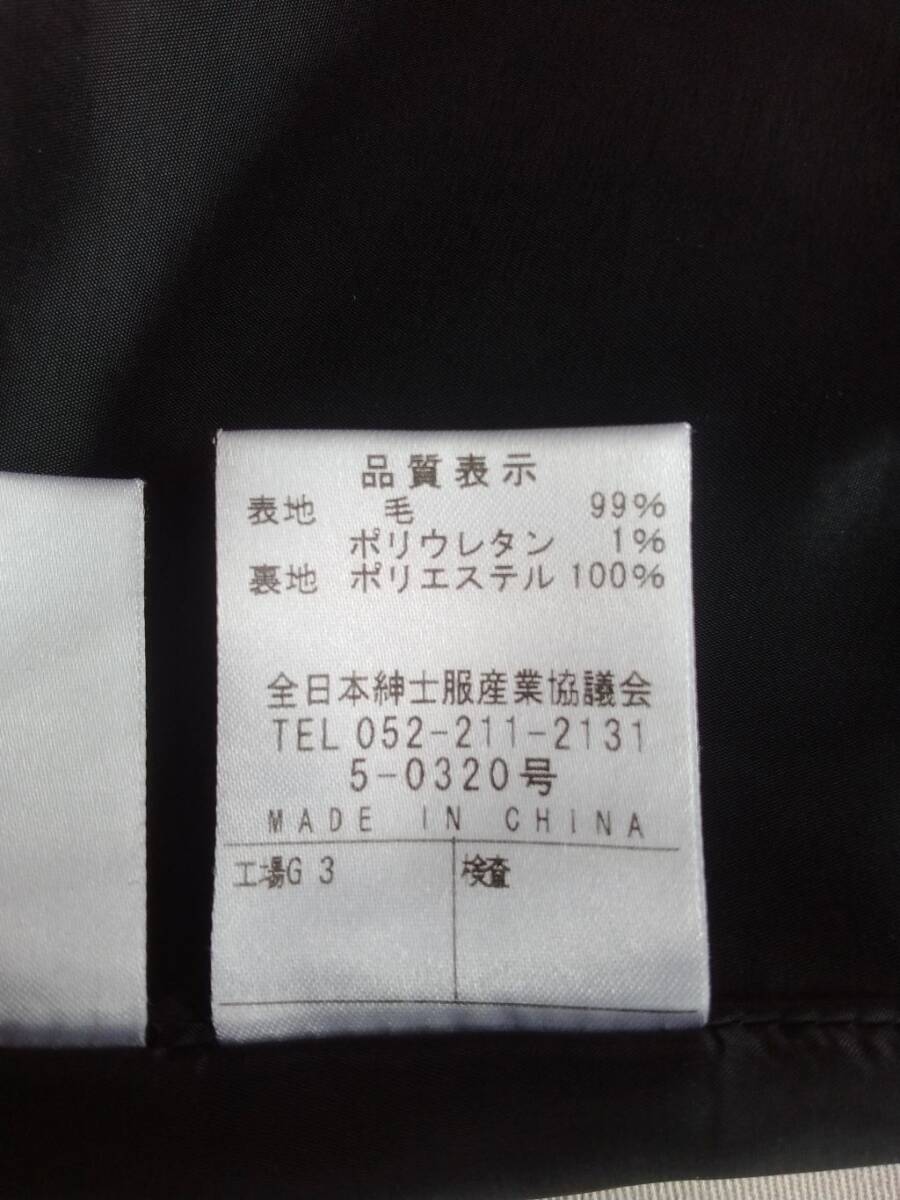 品質表示
表地 毛 99%
ポリウレタン 1%
裏地 ポリエステル 100%
全日本紳士服産業協議会
TEL 052-211-2131
5-0320号
MADE IN CHINA
工場G 3 検査